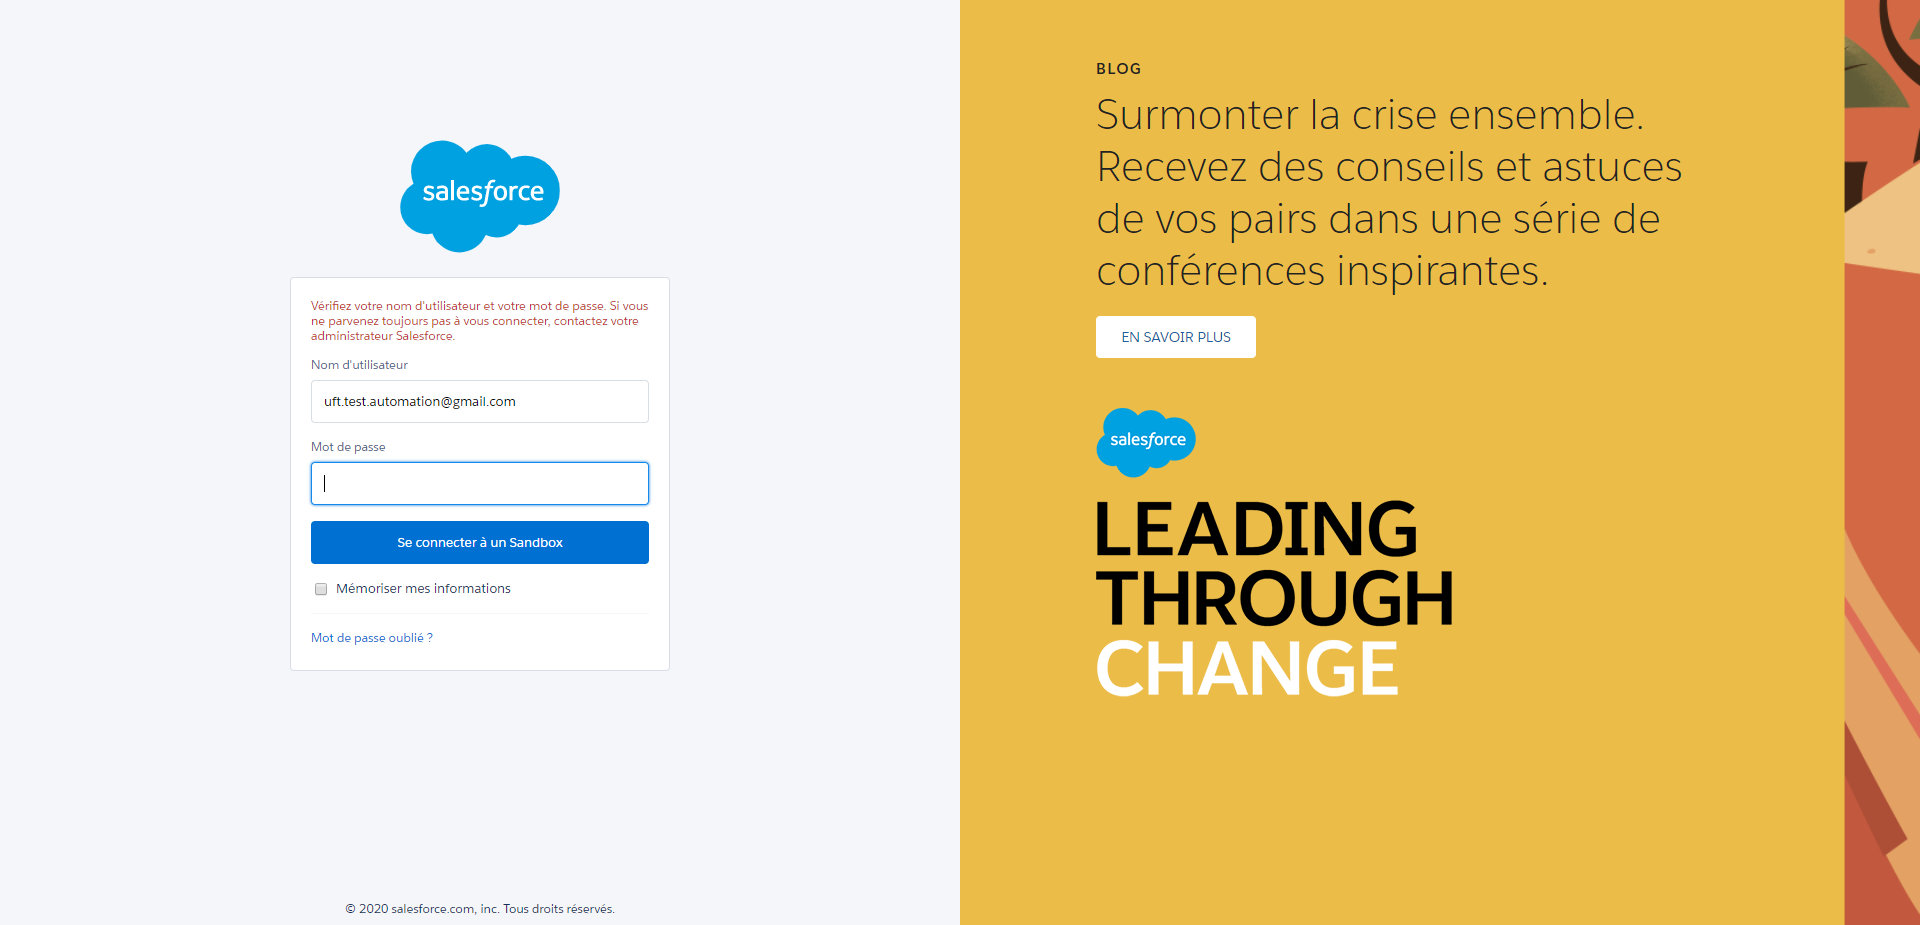 salesforce
Vérifiez votre nom d'utilisateur et votre mot de passe. Si vous
ne parvenez toujours pas à vous connecter, contactez votre
administrateur Salesforce.
Nom d'utilisateur
uft.test.automation@gmail.com
Mot de passe
Se connecter à un Sandbox
Mémoriser mes informations
Mot de passe oublié ?
© 2020 salesforce.com, inc. Tous droits réservés.
BLOG
Surmonter la crise ensemble.
Recevez des conseils et astuces
de vos pairs dans une série de
conférences inspirantes.
EN SAVOIR PLUS
salesforce
LEADING
THROUGH
CHANGE